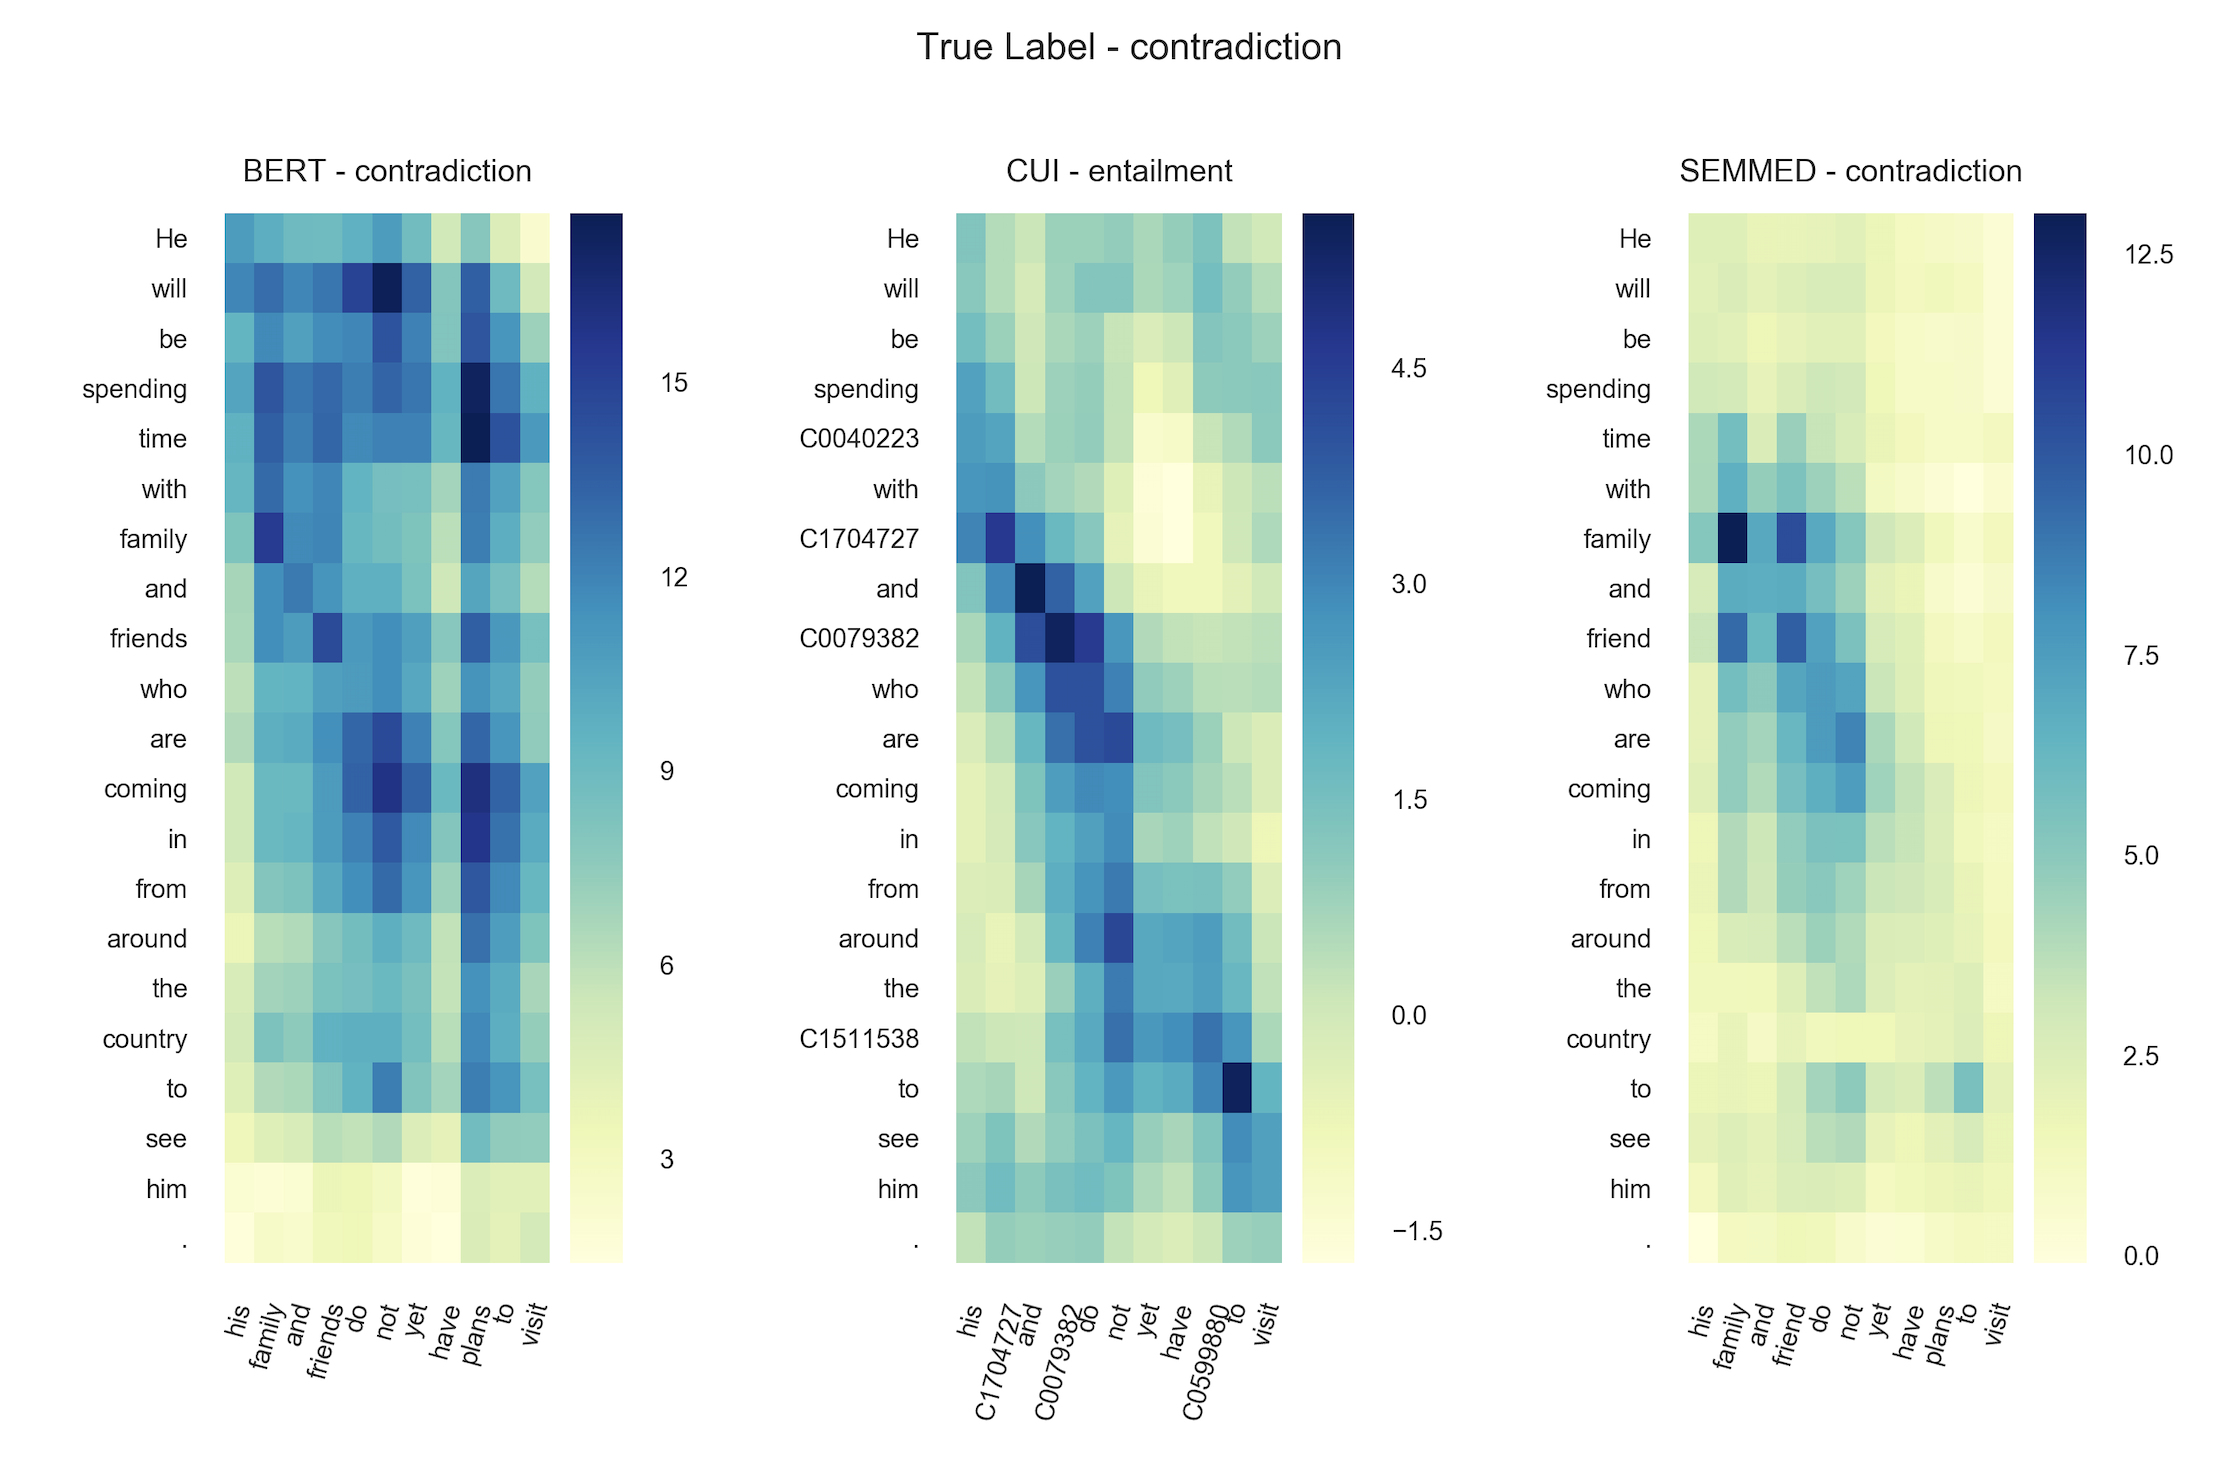 True Label - contradiction
BERT - contradiction
He
will
be
spending
time
with
family
and
friends
who
are
coming
in
from
around
the
country
to
see
him
.
his
family
and
friends
do
not
yet
have
plans
to
visit
15
12
9
6
3
CUI - entailment
He
will
be
spending
C0040223
with
C1704727
and
C0079382
who
are
coming
in
from
around
the
C1511538
to
see
him
.
his
C1704727
and
C0079382
do
not
yet
have
C0599880
to
visit
4.5
3.0
1.5
0.0
−1.5
SEMMED - contradiction
He
will
be
spending
time
with
family
and
friend
who
are
coming
in
from
around
the
country
to
see
him
.
his
family
and
friend
do
not
yet
have
plans
to
visit
12.5
10.0
7.5
5.0
2.5
0.0